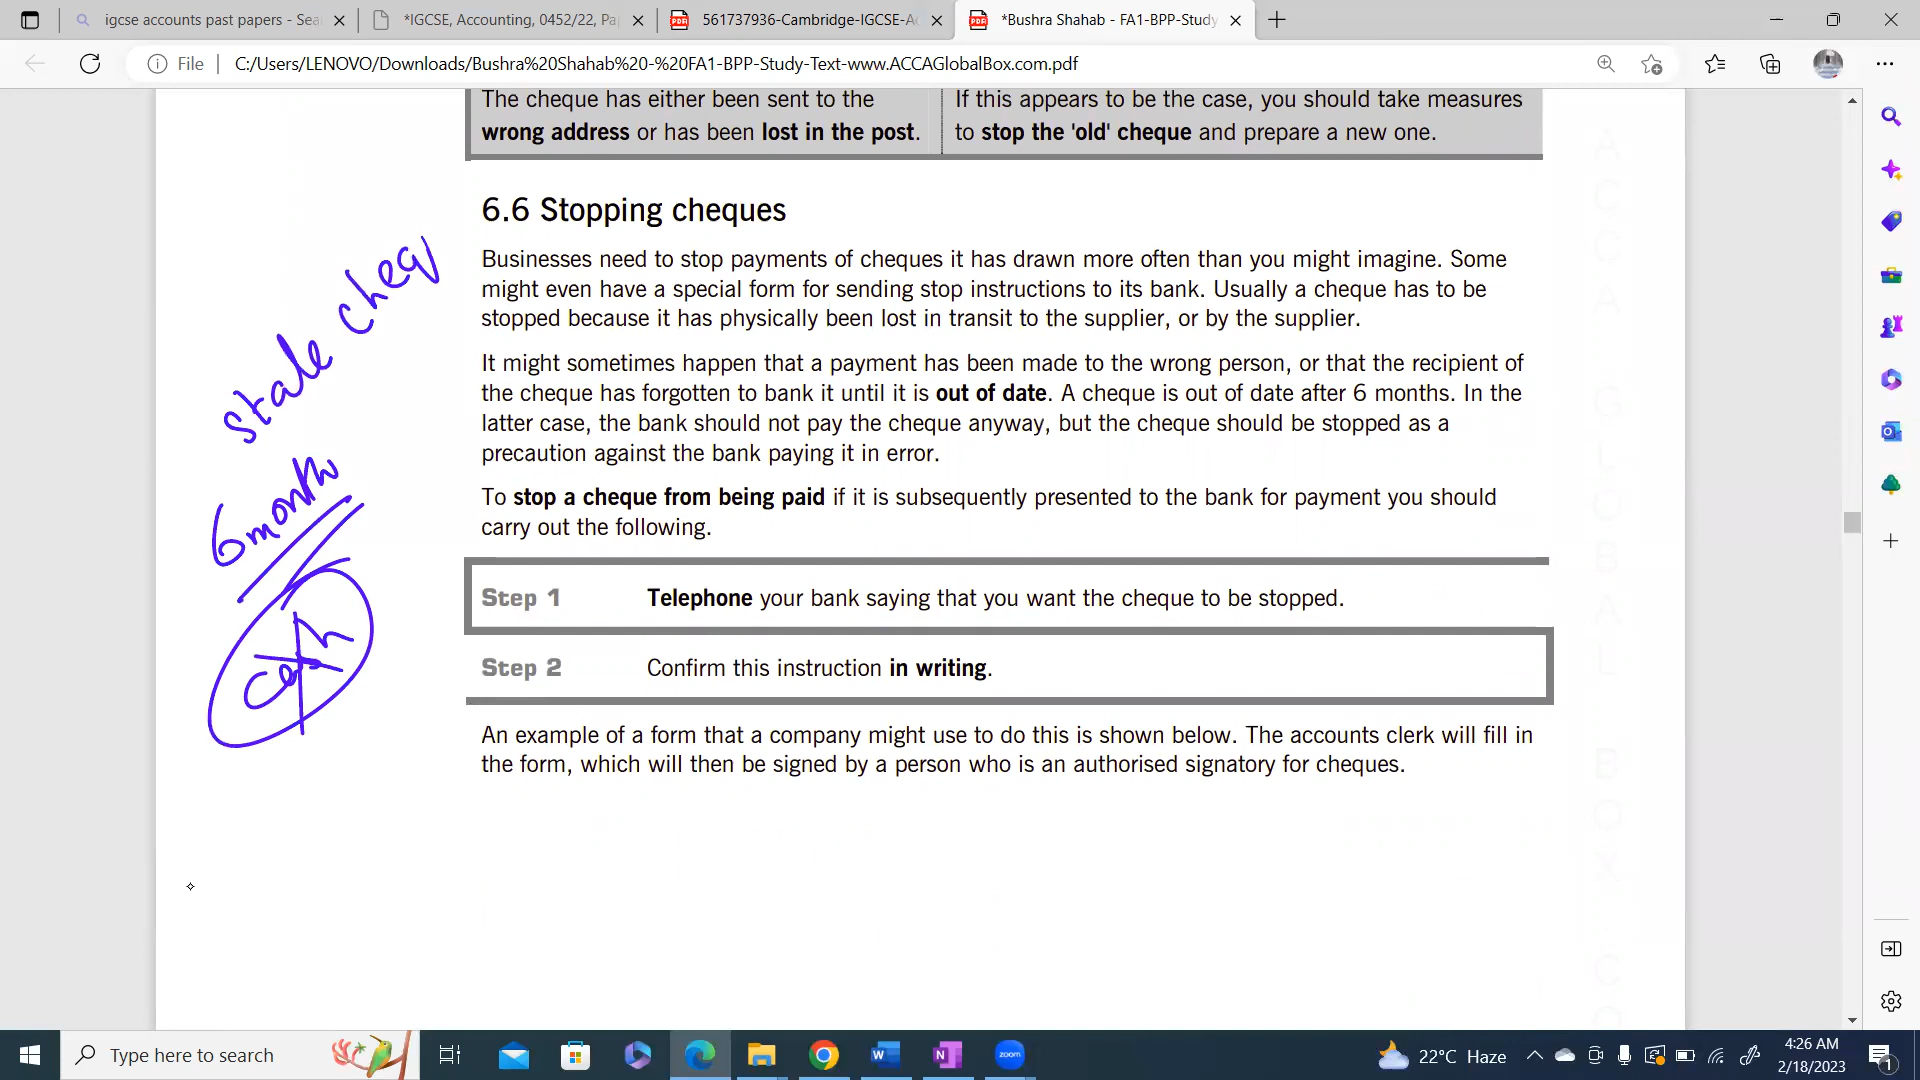 igcse accounts past papers - Sea
*IGCSE, Accounting, 0452/22, Pa
561737936-Cambridge-IGCSE-Ac
*Bushra Shahab - FA1-BPP-Study
File
C:/Users/LENOVO/Downloads/Bushra%20Shahab%20-%20FA1-BPP-Study-Text-www.ACCAGlobalBox.com.pdf
The cheque has either been sent to the
wrong address or has been lost in the post.
If this appears to be the case, you should take measures
to stop the 'old' cheque and prepare a new one.
6.6 Stopping cheques
Businesses need to stop payments of cheques it has drawn more often than you might imagine. Some
might even have a special form for sending stop instructions to its bank. Usually a cheque has to be
stopped because it has physically been lost in transit to the supplier, or by the supplier.
It might sometimes happen that a payment has been made to the wrong person, or that the recipient of
the cheque has forgotten to bank it until it is out of date. A cheque is out of date after 6 months. In the
latter case, the bank should not pay the cheque anyway, but the cheque should be stopped as a
precaution against the bank paying it in error.
To stop a cheque from being paid if it is subsequently presented to the bank for payment you should
carry out the following.
Step 1 Telephone your bank saying that you want the cheque to be stopped.
Step 2 Confirm this instruction in writing.
An example of a form that a company might use to do this is shown below. The accounts clerk will fill in
the form, which will then be signed by a person who is an authorised signatory for cheques.
stale cheq
6 month
cash
ACCA GLOBAL BOX.CO
Type here to search
zoom
22°C Haze
4:26 AM
2/18/2023
1